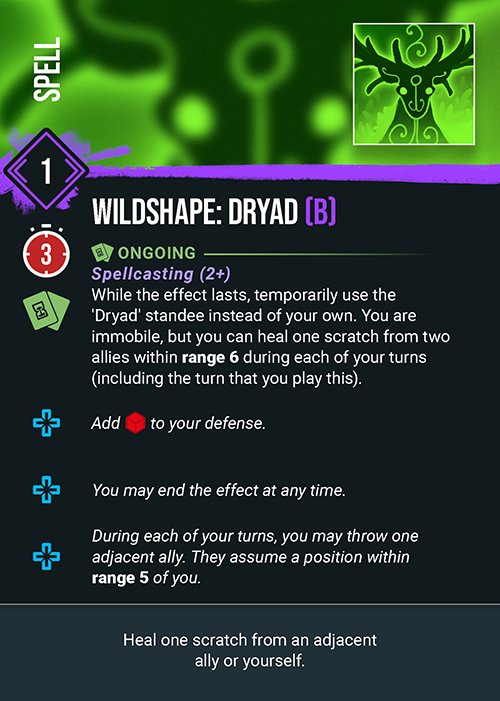 SPELL
1
WILDSHAPE: DRYAD (B)
3
ONGOING
Spellcasting (2+)
While the effect lasts, temporarily use the
'Dryad' standee instead of your own. You are
immobile, but you can heal one scratch from two
allies within range 6 during each of your turns
(including the turn that you play this).
Add to your defense.
You may end the effect at any time.
During each of your turns, you may throw one
adjacent ally. They assume a position within
range 5 of you.
Heal one scratch from an adjacent
ally or yourself.